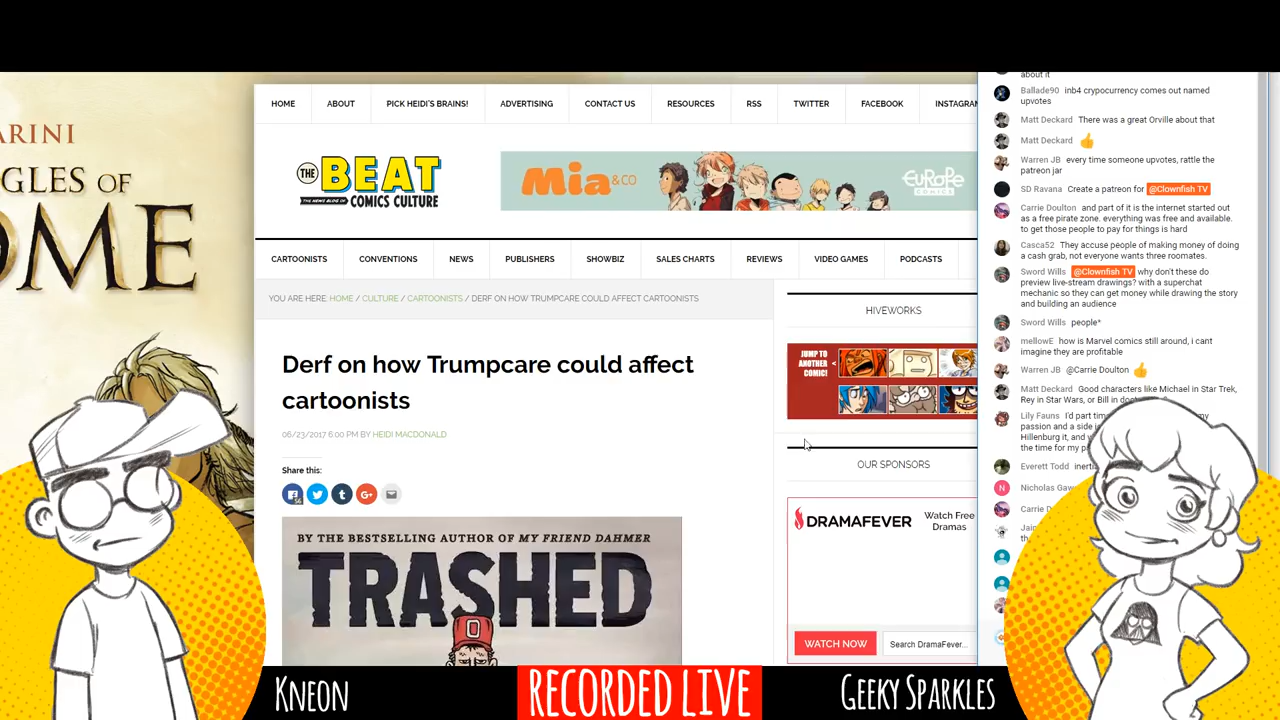 ARINI
GLES OF
OME
HOME
ABOUT
PICK HEIDI'S BRAINS!
ADVERTISING
CONTACT US
RESOURCES
RSS
TWITTER
FACEBOOK
INSTAGRAM
THE BEAT
THE NEWS BLOG OF COMICS CULTURE
Mia &CO
EUROPE
COMICS
CARTOONISTS
CONVENTIONS
NEWS
PUBLISHERS
SHOWBIZ
SALES CHARTS
REVIEWS
VIDEO GAMES
PODCASTS
YOU ARE HERE: HOME / CULTURE / CARTOONISTS / DERF ON HOW TRUMPCARE COULD AFFECT CARTOONISTS
Derf on how Trumpcare could affect
cartoonists
06/23/2017 6:00 PM BY HEIDI MACDONALD
Share this:
56
BY THE BESTSELLING AUTHOR OF MY FRIEND DAHMER
TRASHED
HIVEWORKS
JUMP TO
ANOTHER
COMIC!
OUR SPONSORS
DRAMAFEVER
Watch Free
Dramas
WATCH NOW
Search DramaFever...
about it
Ballade90 inb4 crypocurrency comes out named
upvotes
Matt Deckard There was a great Orville about that
Matt Deckard 👍
Warren JB every time someone upvotes, rattle the
patreon jar
SD Ravana Create a patreon for @Clownfish TV
Carrie Doulton and part of it is the internet started out
as a free pirate zone. everything was free and available.
to get those people to pay for things is hard
Casca52 They accuse people of making money of doing
a cash grab, not everyone wants three roomates.
Sword Wills @Clownfish TV why don't these do
preview live-stream drawings? with a superchat
mechanic so they can get money while drawing the story
and building an audience
Sword Wills people*
mellowE how is Marvel comics still around, i cant
imagine they are profitable
Warren JB @Carrie Doulton 👍
Matt Deckard Good characters like Michael in Star Trek,
Rey in Star Wars, or Bill in
Lily Fauns I'd part my
passion and a side
Hillenburg it, and
the time for my
Everett Todd
Nicholas
Carrie
Kneon
RECORDED LIVE
Geeky Sparkles